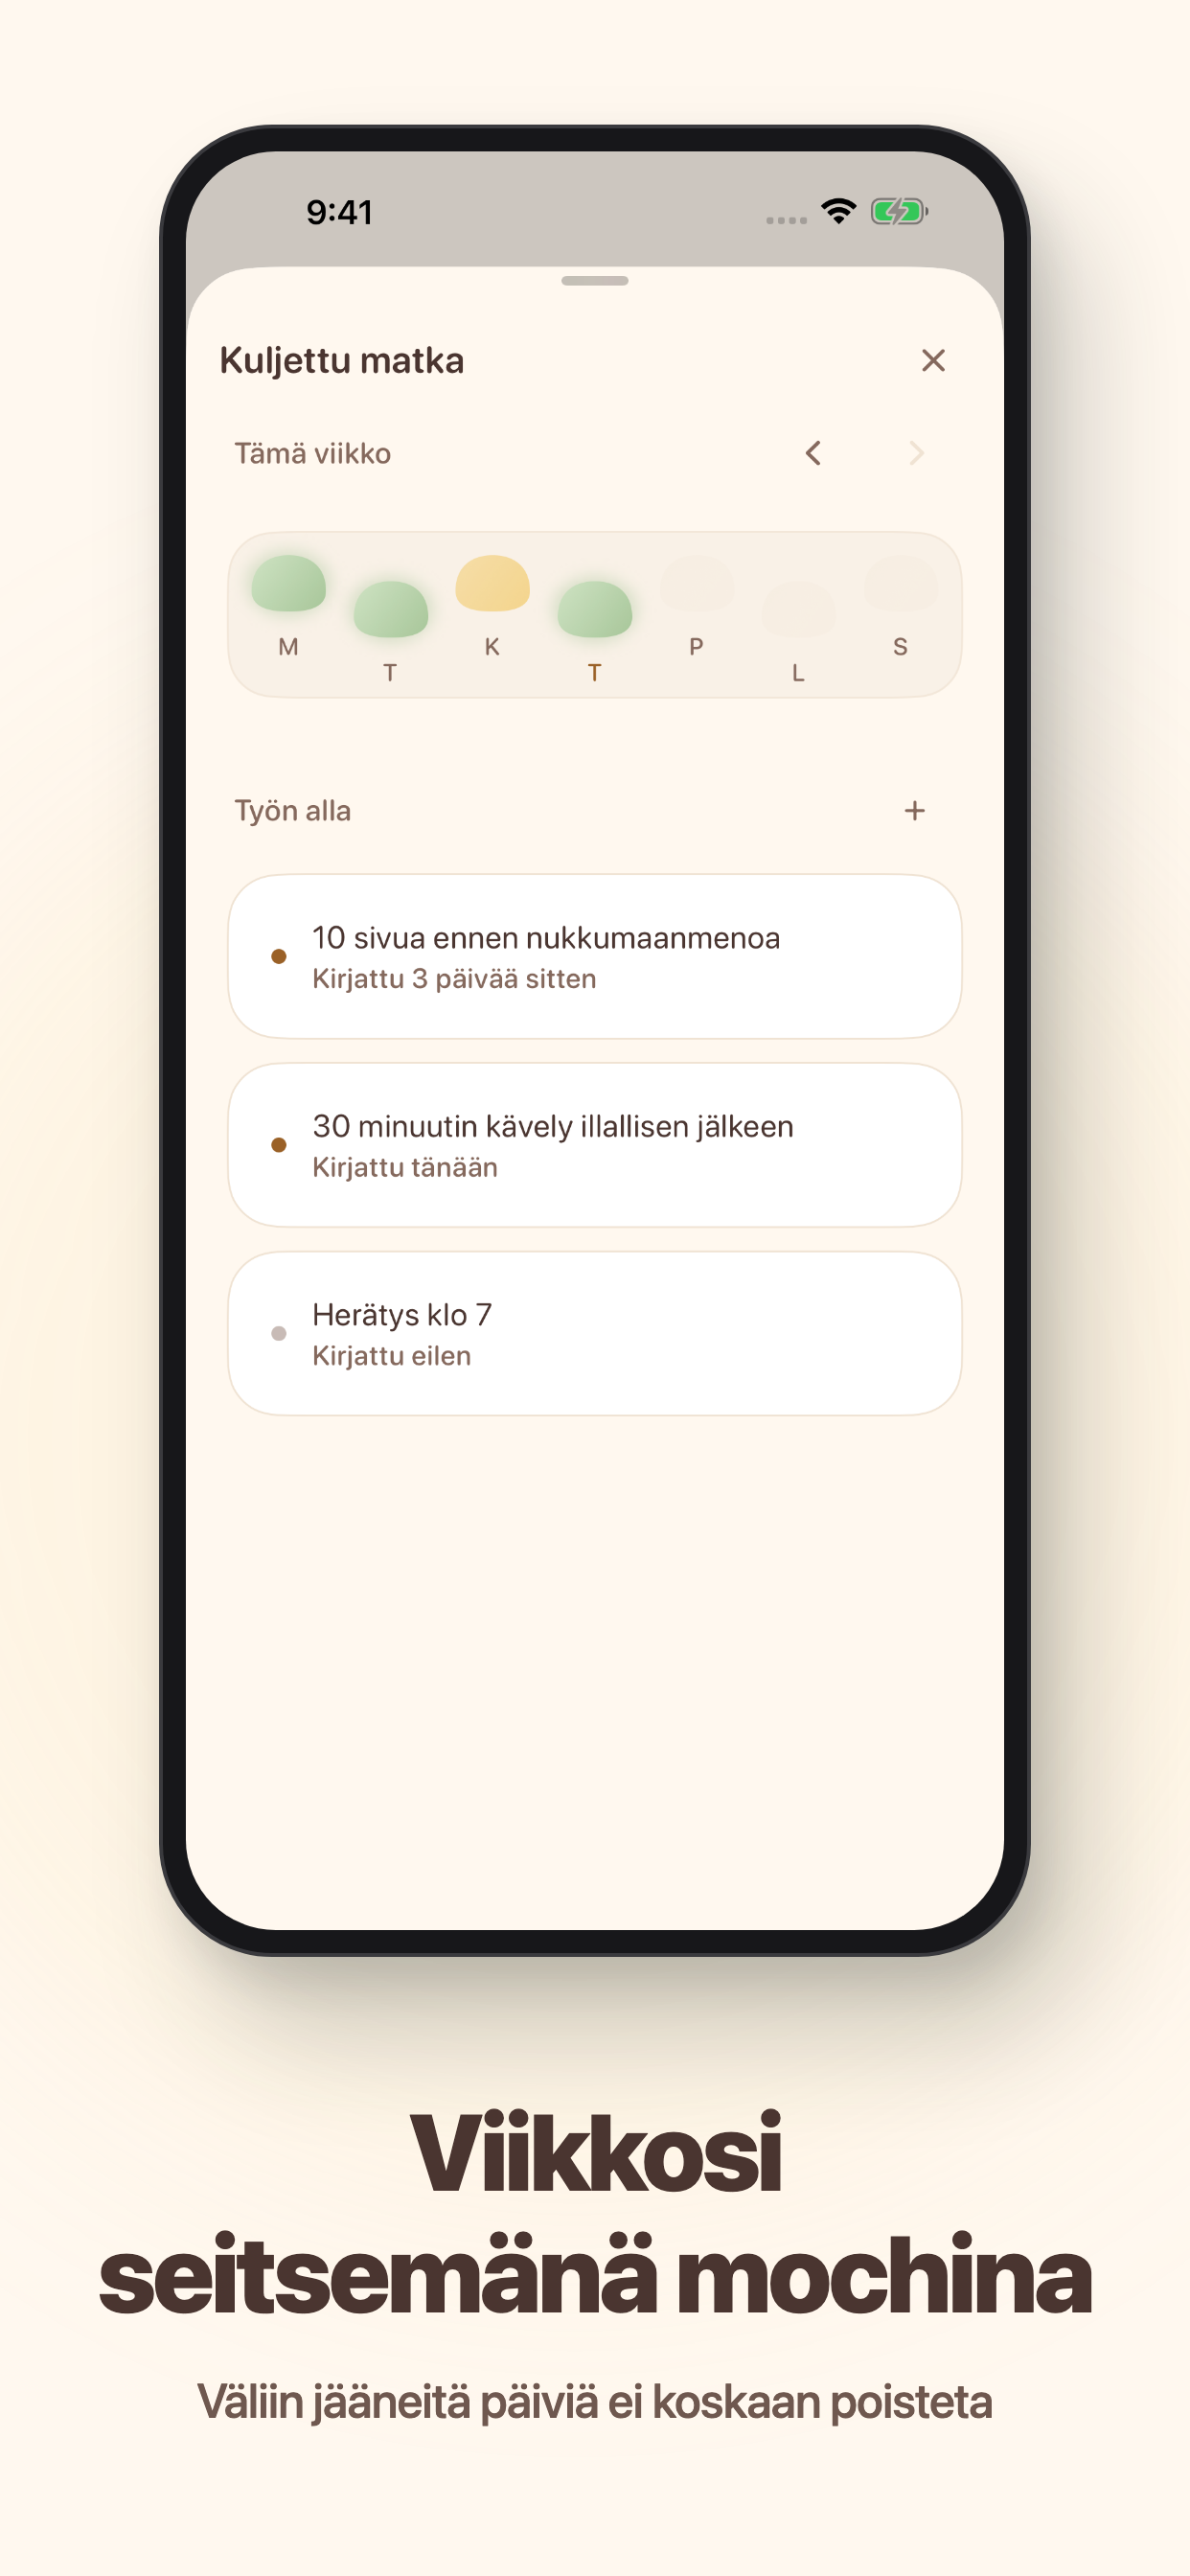 9:41
Kuljettu matka
Tämä viikko
M
T
K
T
P
L
S
Työn alla
10 sivua ennen nukkumaanmenoa
Kirjattu 3 päivää sitten
30 minuutin kävely illallisen jälkeen
Kirjattu tänään
Herätys klo 7
Kirjattu eilen
Viikkosi
seitsemänä mochina
Väliin jääneitä päiviä ei koskaan poisteta